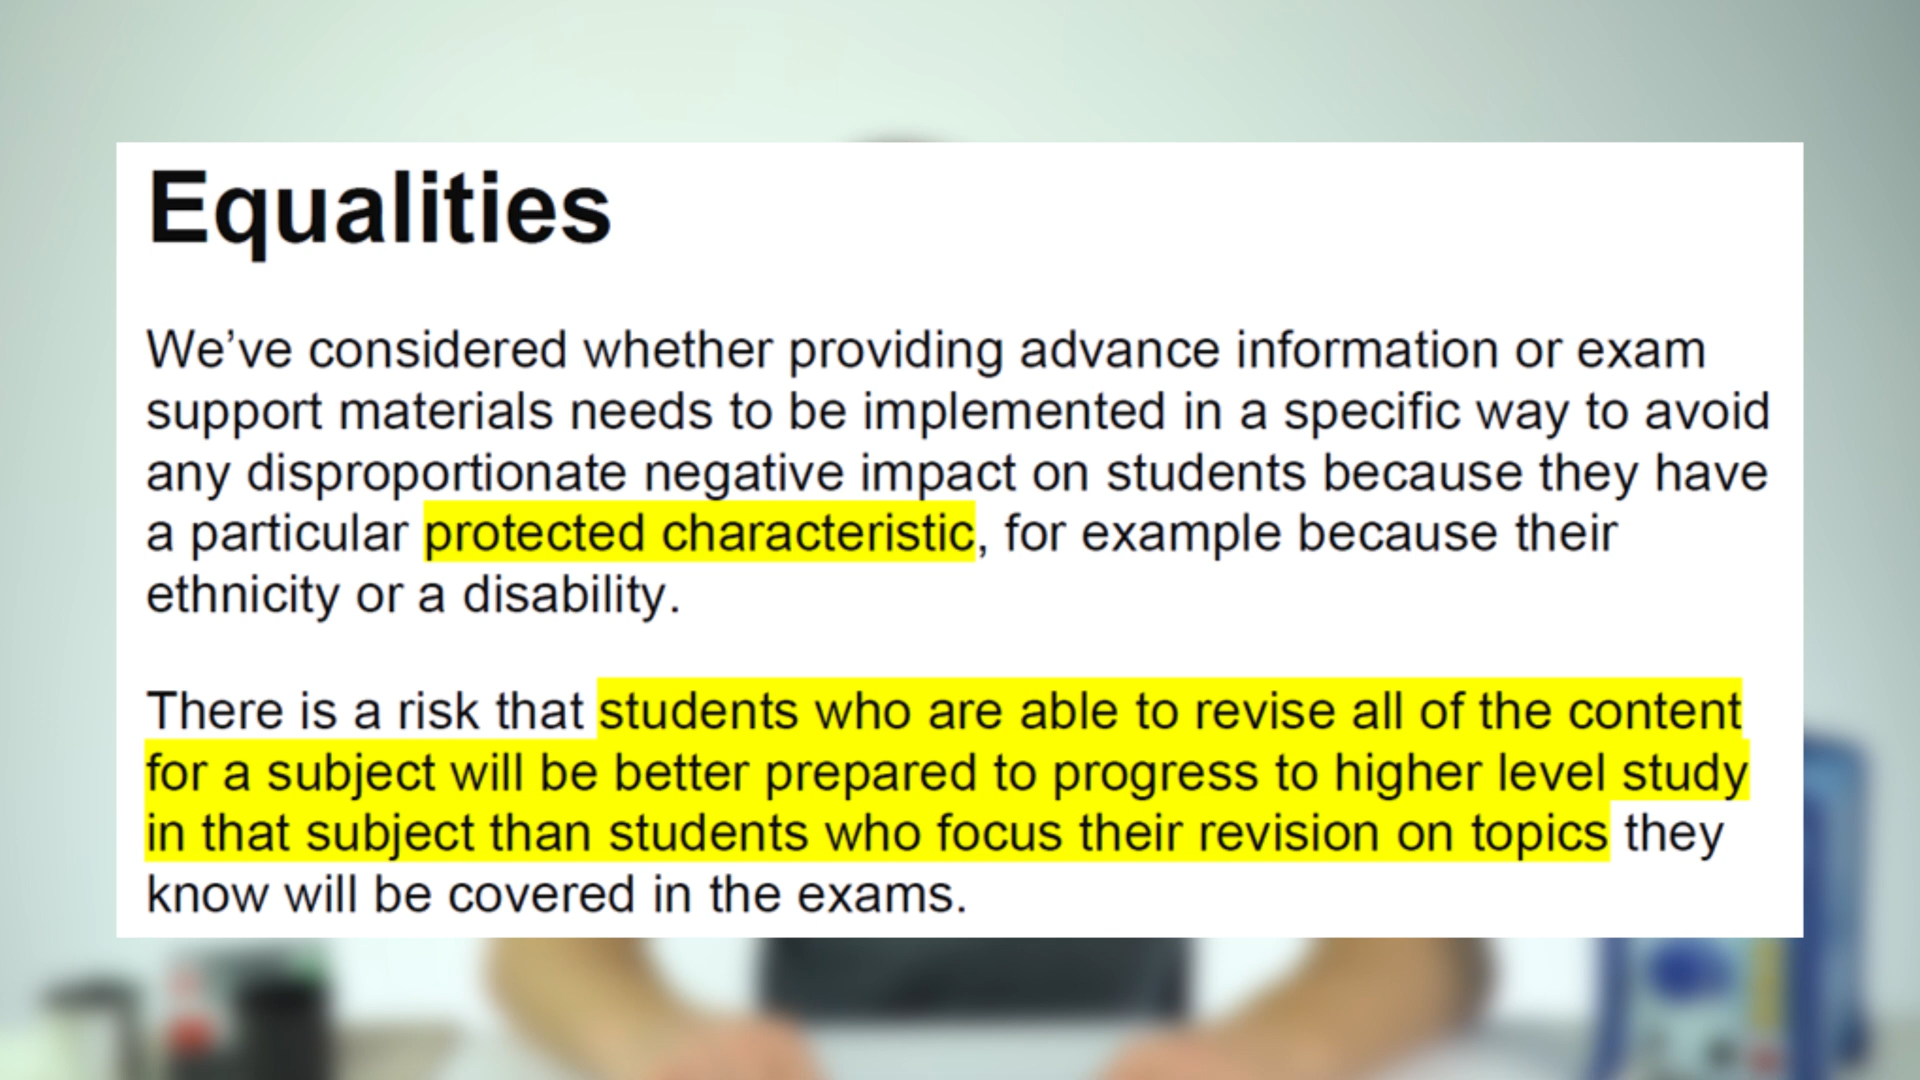 Equalities
We’ve considered whether providing advance information or exam
support materials needs to be implemented in a specific way to avoid
any disproportionate negative impact on students because they have
a particular protected characteristic, for example because their
ethnicity or a disability.
There is a risk that students who are able to revise all of the content
for a subject will be better prepared to progress to higher level study
in that subject than students who focus their revision on topics they
know will be covered in the exams.